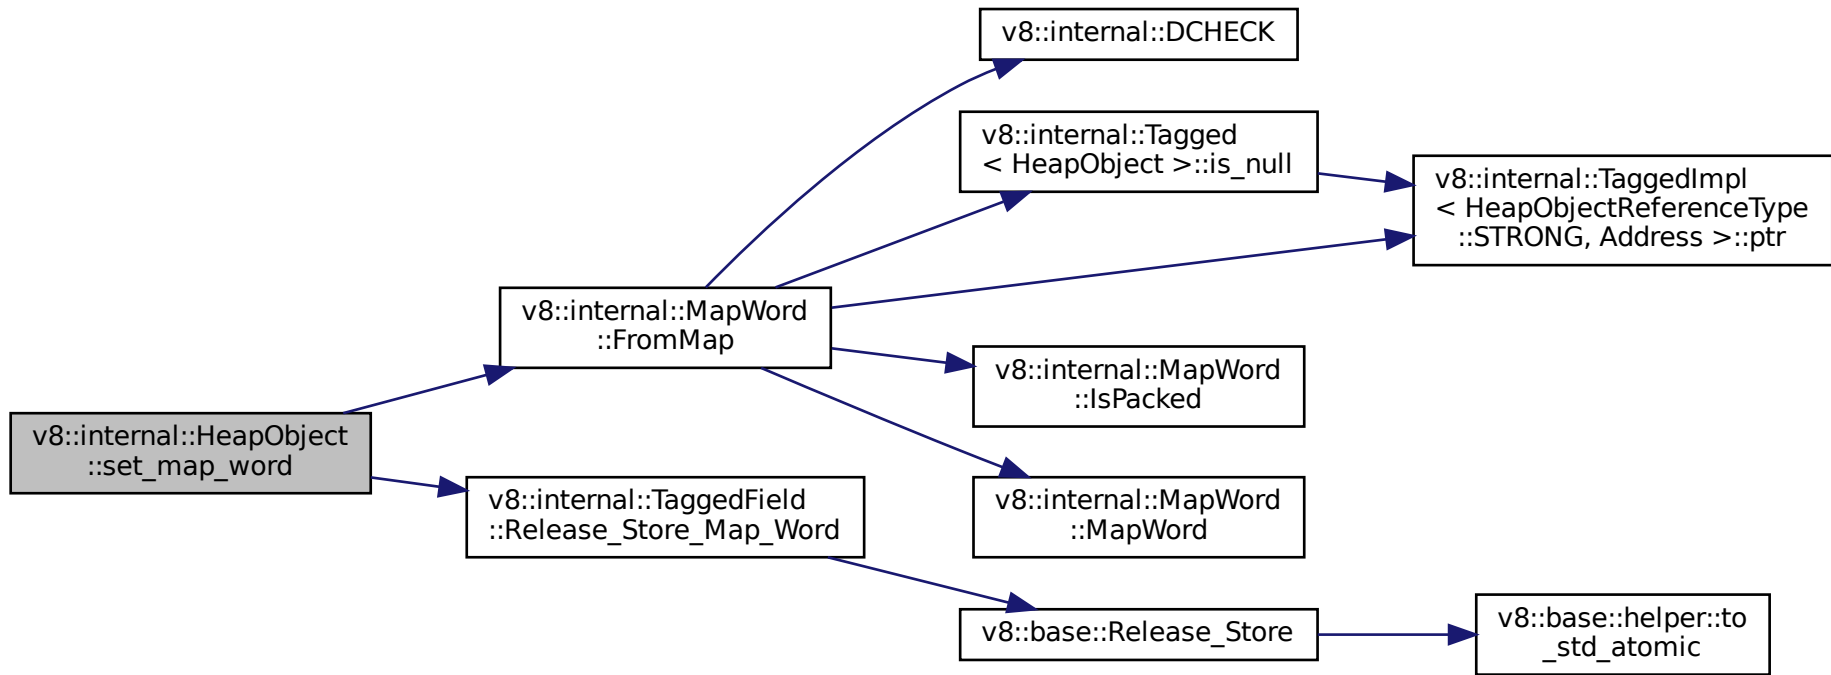 v8::internal::DCHECK
v8::internal::Tagged
< HeapObject >::is_null
v8::internal::TaggedImpl
< HeapObjectReferenceType
::STRONG, Address >::ptr
v8::internal::MapWord
::FromMap
v8::internal::MapWord
::IsPacked
v8::internal::HeapObject
::set_map_word
v8::internal::TaggedField
::Release_Store_Map_Word
v8::internal::MapWord
::MapWord
v8::base::Release_Store
v8::base::helper::to
_std_atomic